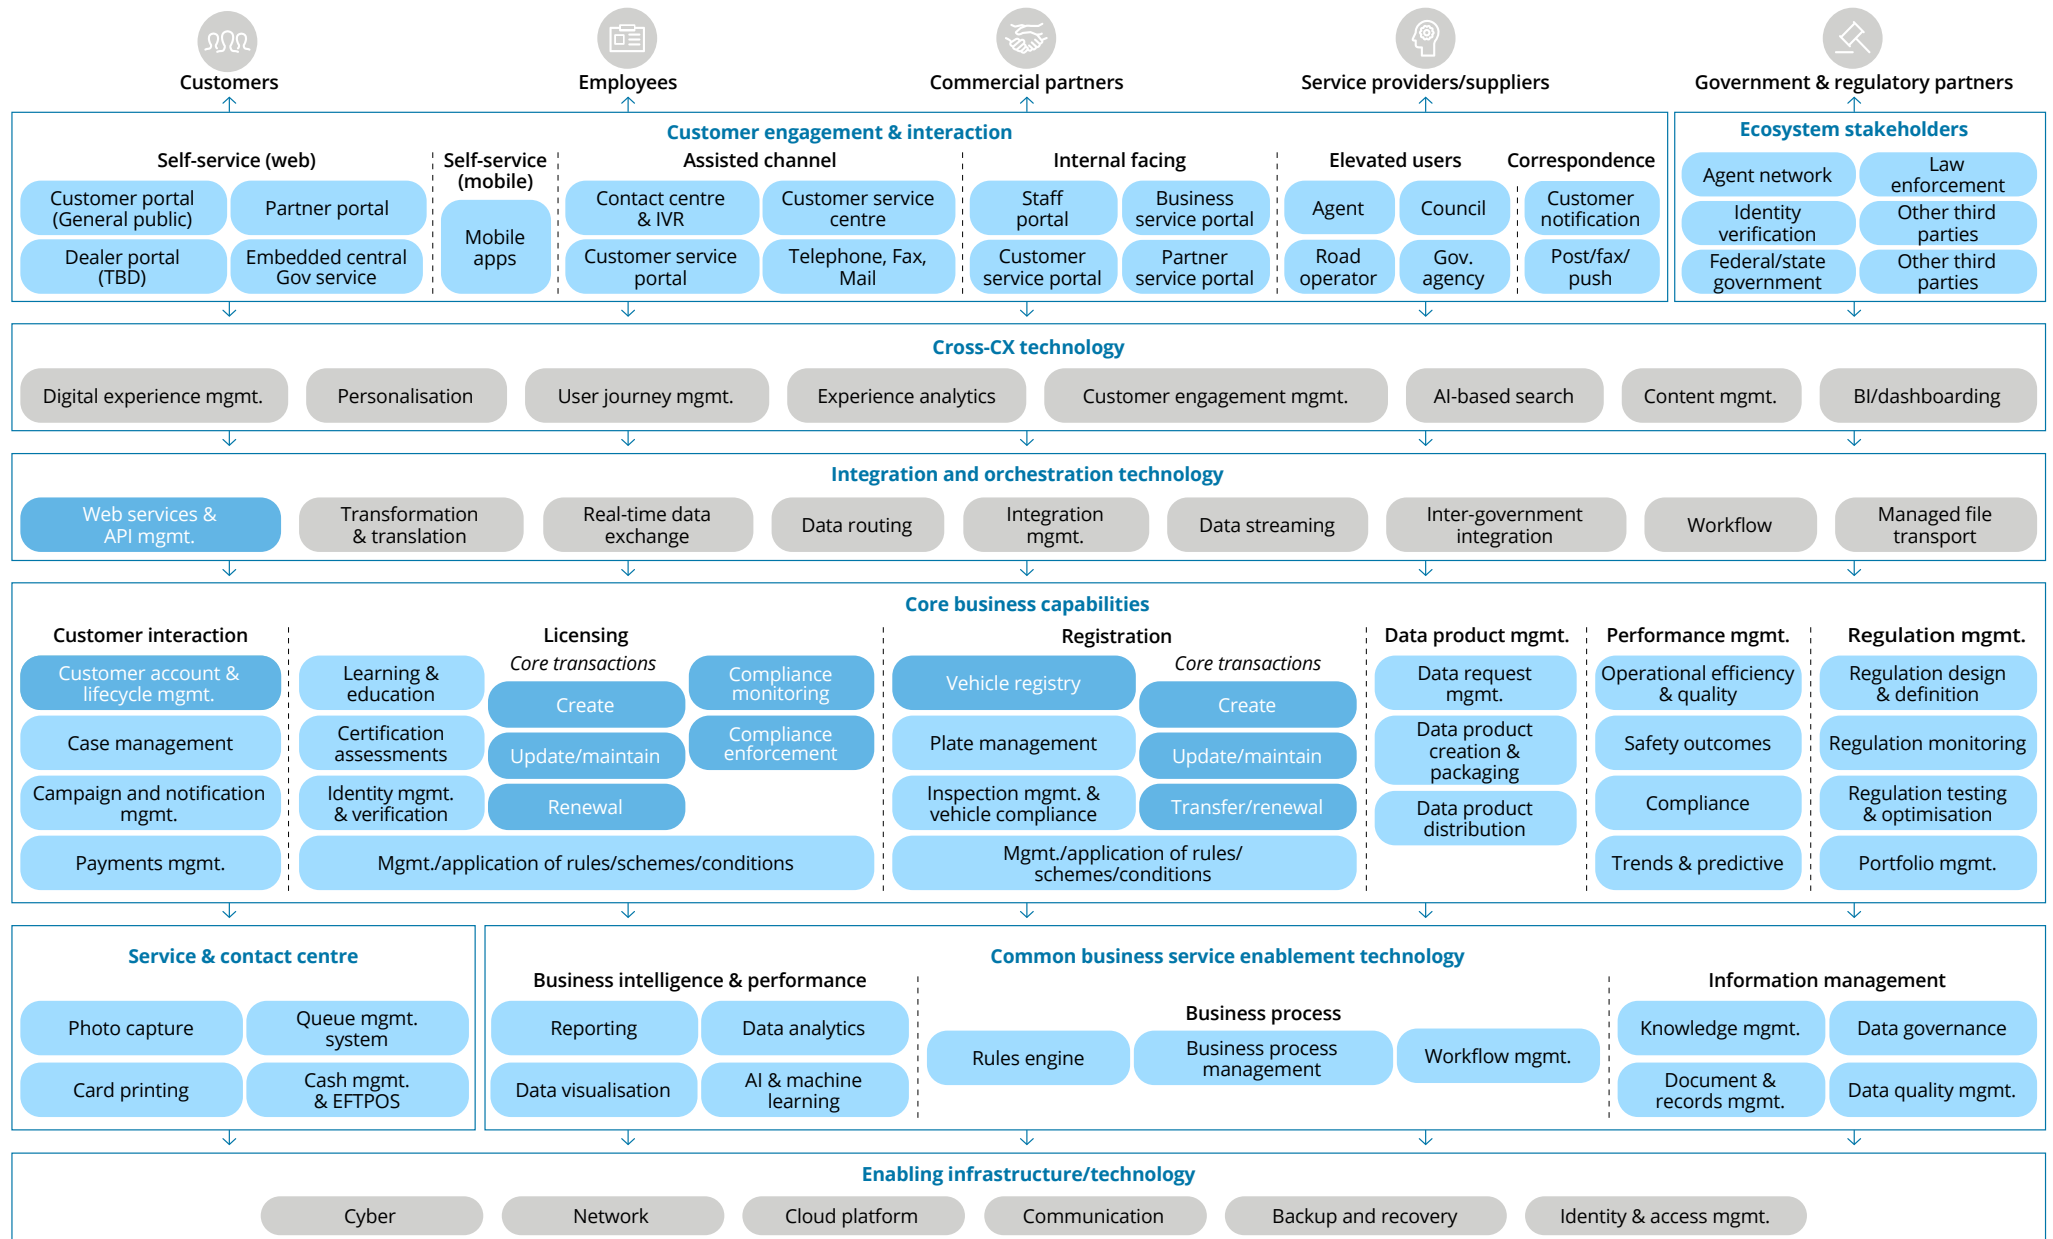 Customers
Employees
Commercial partners
Service providers/suppliers
Government & regulatory partners
Customer engagement & interaction
Self-service (web)
Customer portal
(General public)
Partner portal
Dealer portal
(TBD)
Embedded central
Gov service
Self-service
(mobile)
Mobile
apps
Assisted channel
Contact centre
& IVR
Customer service
centre
Customer service
portal
Telephone, Fax,
Mail
Internal facing
Staff
portal
Business
service portal
Customer
service portal
Partner
service portal
Elevated users
Agent
Council
Road
operator
Gov.
agency
Correspondence
Customer
notification
Post/fax/
push
Ecosystem stakeholders
Agent network
Law
enforcement
Identity
verification
Other third
parties
Federal/state
government
Other third
parties
Cross-CX technology
Digital experience mgmt.
Personalisation
User journey mgmt.
Experience analytics
Customer engagement mgmt.
AI-based search
Content mgmt.
BI/dashboarding
Integration and orchestration technology
Web services &
API mgmt.
Transformation
& translation
Real-time data
exchange
Data routing
Integration
mgmt.
Data streaming
Inter-government
integration
Workflow
Managed file
transport
Core business capabilities
Customer interaction
Customer account &
lifecycle mgmt.
Case management
Campaign and notification
mgmt.
Payments mgmt.
Licensing
Learning &
education
Certification
assessments
Identity mgmt.
& verification
Core transactions
Create
Update/maintain
Renewal
Compliance
monitoring
Compliance
enforcement
Mgmt./application of rules/schemes/conditions
Registration
Vehicle registry
Plate management
Inspection mgmt. &
vehicle compliance
Core transactions
Create
Update/maintain
Transfer/renewal
Mgmt./application of rules/
schemes/conditions
Data product mgmt.
Data request
mgmt.
Data product
creation &
packaging
Data product
distribution
Performance mgmt.
Operational efficiency
& quality
Safety outcomes
Compliance
Trends & predictive
Regulation mgmt.
Regulation design
& definition
Regulation monitoring
Regulation testing
& optimisation
Portfolio mgmt.
Service & contact centre
Photo capture
Queue mgmt.
system
Card printing
Cash mgmt.
& EFTPOS
Common business service enablement technology
Business intelligence & performance
Reporting
Data analytics
Data visualisation
AI & machine
learning
Business process
Rules engine
Business process
management
Workflow mgmt.
Information management
Knowledge mgmt.
Data governance
Document &
records mgmt.
Data quality mgmt.
Enabling infrastructure/technology
Cyber
Network
Cloud platform
Communication
Backup and recovery
Identity & access mgmt.